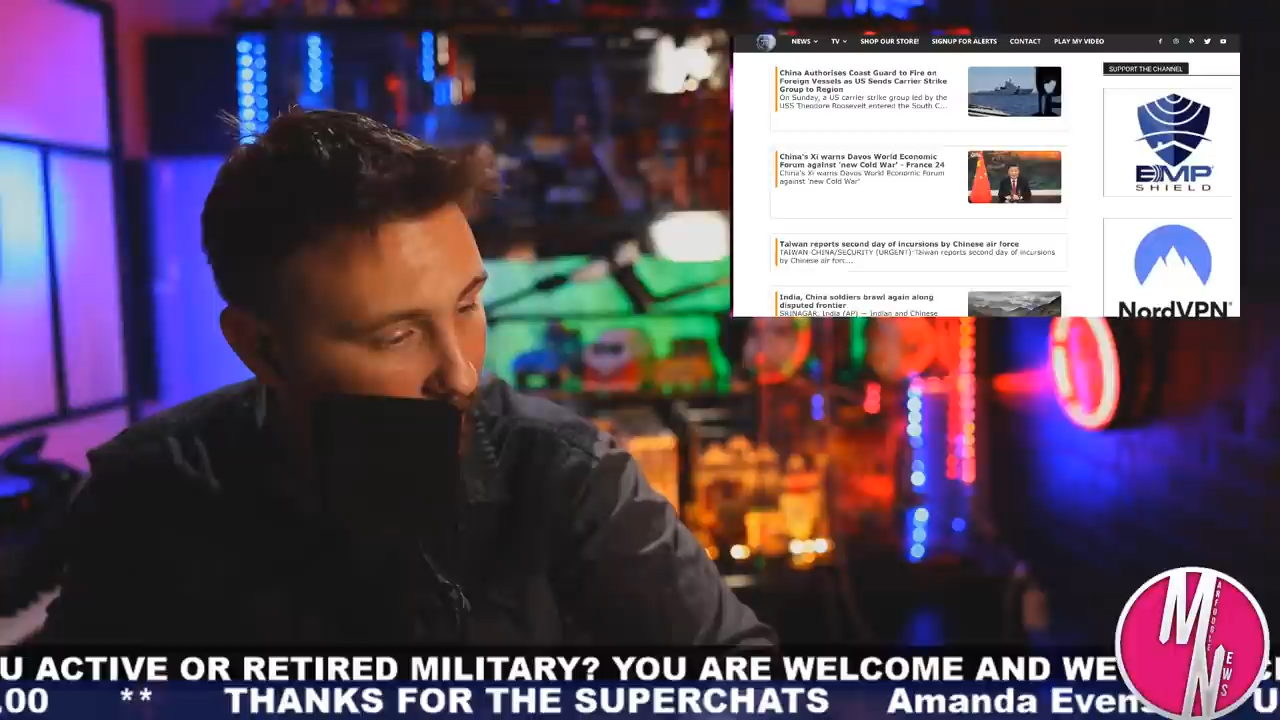 NEWS TV SHOP OUR STORE! SIGNUP FOR ALERTS CONTACT PLAY MY VIDEO
China Authorises Coast Guard to Fire on
Foreign Vessels as US Sends Carrier Strike
Group to Region
On Sunday, a US carrier strike group led by the
USS Theodore Roosevelt entered the South C...
China's Xi warns Davos World Economic
Forum against 'new Cold War' - France 24
China's Xi warns Davos World Economic Forum
against 'new Cold War'
Taiwan reports second day of incursions by Chinese air force
TAIWAN-CHINA/SECURITY (URGENT):Taiwan reports second day of incursions
by Chinese air forc...
India, China soldiers brawl again along
disputed frontier
SRINAGAR, India (AP) — Indian and Chinese
SUPPORT THE CHANNEL
EMP
SHIELD
NordVPN
MARFOOGLE
NEWS
U ACTIVE OR RETIRED MILITARY? YOU ARE WELCOME AND WE
.00 ** THANKS FOR THE SUPERCHATS Amanda Evens